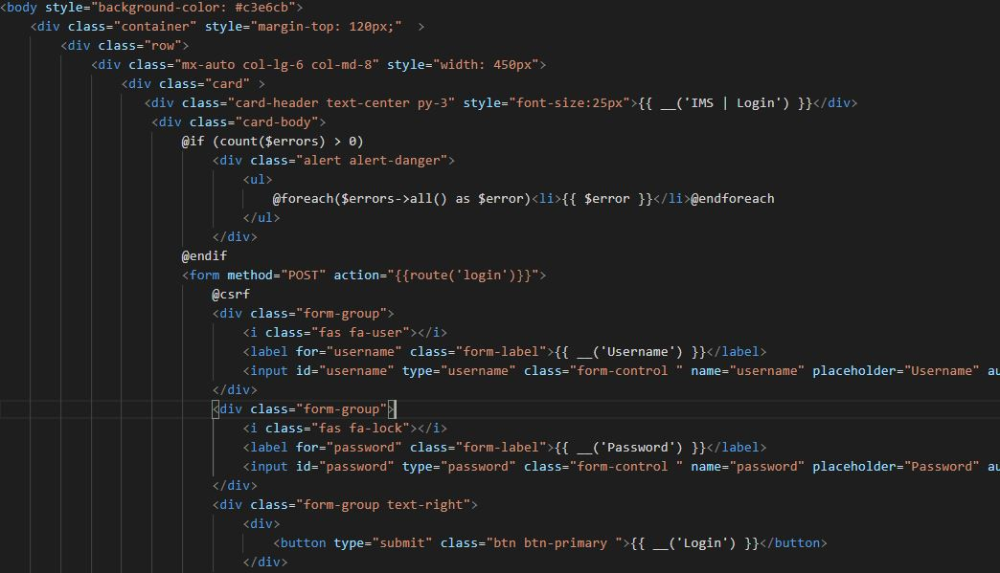 <body style="background-color: #c3e6cb">
<div class="container" style="margin-top: 120px;"  >
<div class="row">
<div class="mx-auto col-lg-6 col-md-8" style="width: 450px">
<div class="card" >
<div class="card-header text-center py-3" style="font-size:25px">{{ __('IMS | Login') }}</div>
<div class="card-body">
@if (count($errors) > 0)
<div class="alert alert-danger">
<ul>
@foreach($errors->all() as $error)<li>{{ $error }}</li>@endforeach
</ul>
</div>
@endif
<form method="POST" action="{{route('login')}}">
@csrf
<div class="form-group">
<i class="fas fa-user"></i>
<label for="username" class="form-label">{{ __('Username') }}</label>
<input id="username" type="username" class="form-control " name="username" placeholder="Username" au
</div>
<div class="form-group">
<i class="fas fa-lock"></i>
<label for="password" class="form-label">{{ __('Password') }}</label>
<input id="password" type="password" class="form-control " name="password" placeholder="Password" au
</div>
<div class="form-group text-right">
<div>
<button type="submit" class="btn btn-primary ">{{ __('Login') }}</button>
</div>